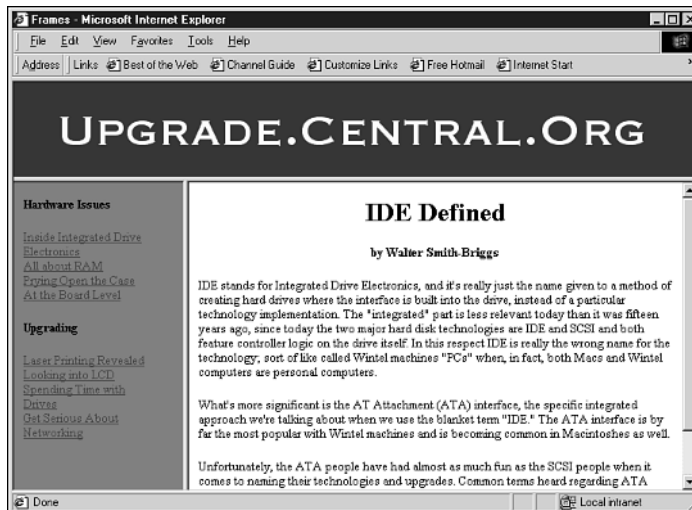 Frames - Microsoft Internet Explorer
File Edit View Favorites Tools Help
Address Links Best of the Web Channel Guide Customize Links Free Hotmail Internet Start
UPGRADE.CENTRAL.ORG
Hardware Issues
Inside Integrated Drive
Electronics
All about RAM
Prying Open the Case
At the Board Level
Upgrading
Laser Printing Revealed
Looking into LCD
Spending Time with
Drives
Get Serious About
Networking
IDE Defined
by Walter Smith-Briggs
IDE stands for Integrated Drive Electronics, and it's really just the name given to a method of
creating hard drives where the interface is built into the drive, instead of a particular
technology implementation. The "integrated" part is less relevant today than it was fifteen
years ago, since today the two major hard disk technologies are IDE and SCSI and both
feature controller logic on the drive itself. In this respect IDE is really the wrong name for the
technology; sort of like called Wintel machines "PCs" when, in fact, both Macs and Wintel
computers are personal computers.
What's more significant is the AT Attachment (ATA) interface, the specific integrated
approach we're talking about when we use the blanket term "IDE." The ATA interface is by
far the most popular with Wintel machines and is becoming common in Macintoshes as well.
Unfortunately, the ATA people have had almost as much fun as the SCSI people when it
comes to naming their technologies and upgrades. Common terms heard regarding ATA
Done
Local intranet